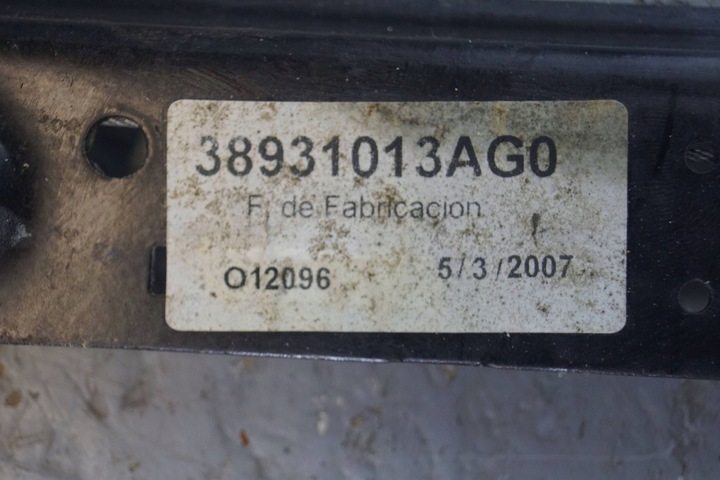 38931013AG0
F. de Fabricacion
O12096
5/3/2007